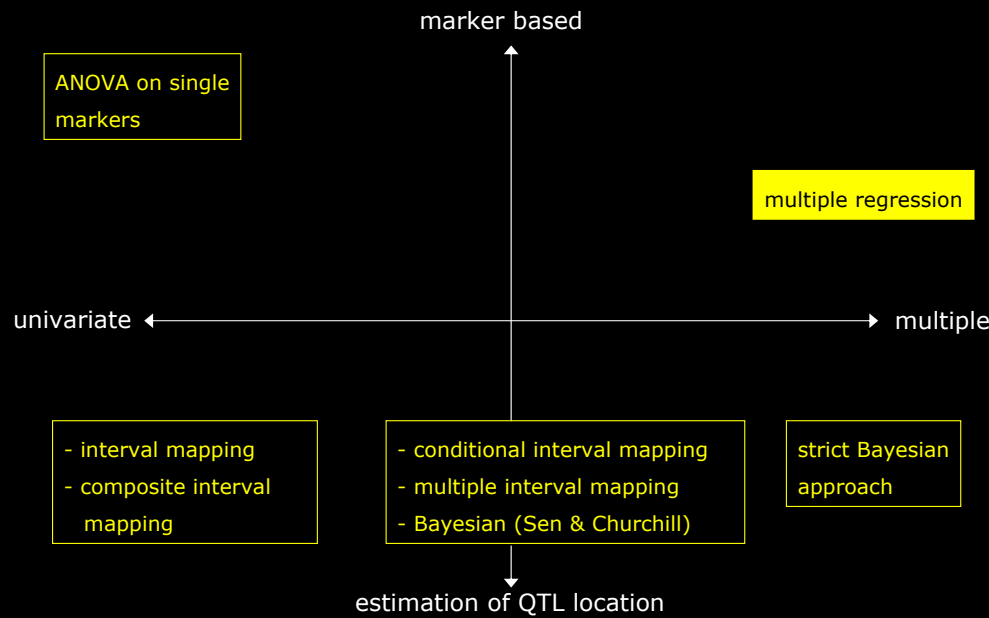 marker based
ANOVA on single
markers
multiple regression
univariate
multiple
- interval mapping
- composite interval
mapping
- conditional interval mapping
- multiple interval mapping
- Bayesian (Sen & Churchill)
strict Bayesian
approach
estimation of QTL location